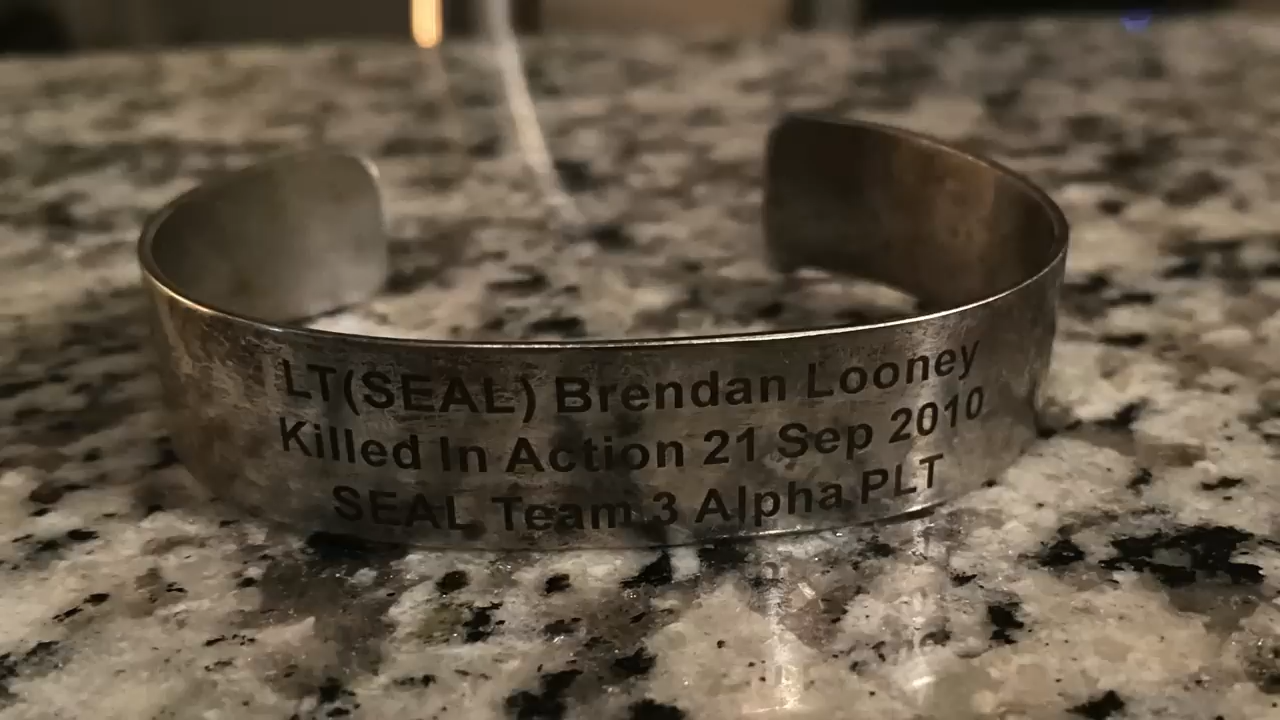 LT(SEAL) Brendan Looney
Killed In Action 21 Sep 2010
SEAL Team 3 Alpha PLT